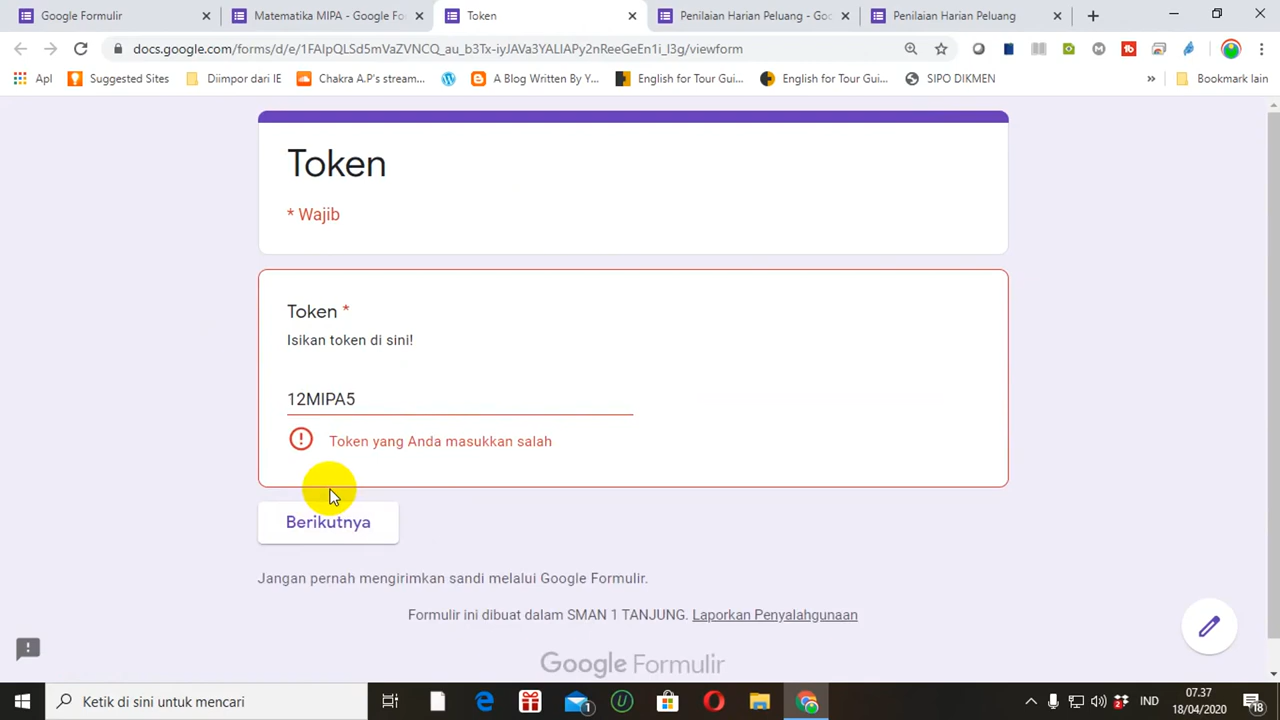 Google Formulir
Matematika MIPA - Google Fo
Token
Penilaian Harian Peluang - Goo
Penilaian Harian Peluang
docs.google.com/forms/d/e/1FAIpQLSd5mVaZVNCQ_au_b3Tx-iyJAVa3YALIAPy2nReeGeEn1i_l3g/viewform
Apl
Suggested Sites
Diimpor dari IE
Chakra A.P's stream...
A Blog Written By Y...
English for Tour Gui...
English for Tour Gui...
SIPO DIKMEN
»
Bookmark lain
Token
* Wajib
Token *
Isikan token di sini!
12MIPA5
Token yang Anda masukkan salah
Berikutnya
Jangan pernah mengirimkan sandi melalui Google Formulir.
Formulir ini dibuat dalam SMAN 1 TANJUNG. Laporkan Penyalahgunaan
Google Formulir
Ketik di sini untuk mencari
1
IND
07.37
18/04/2020
18